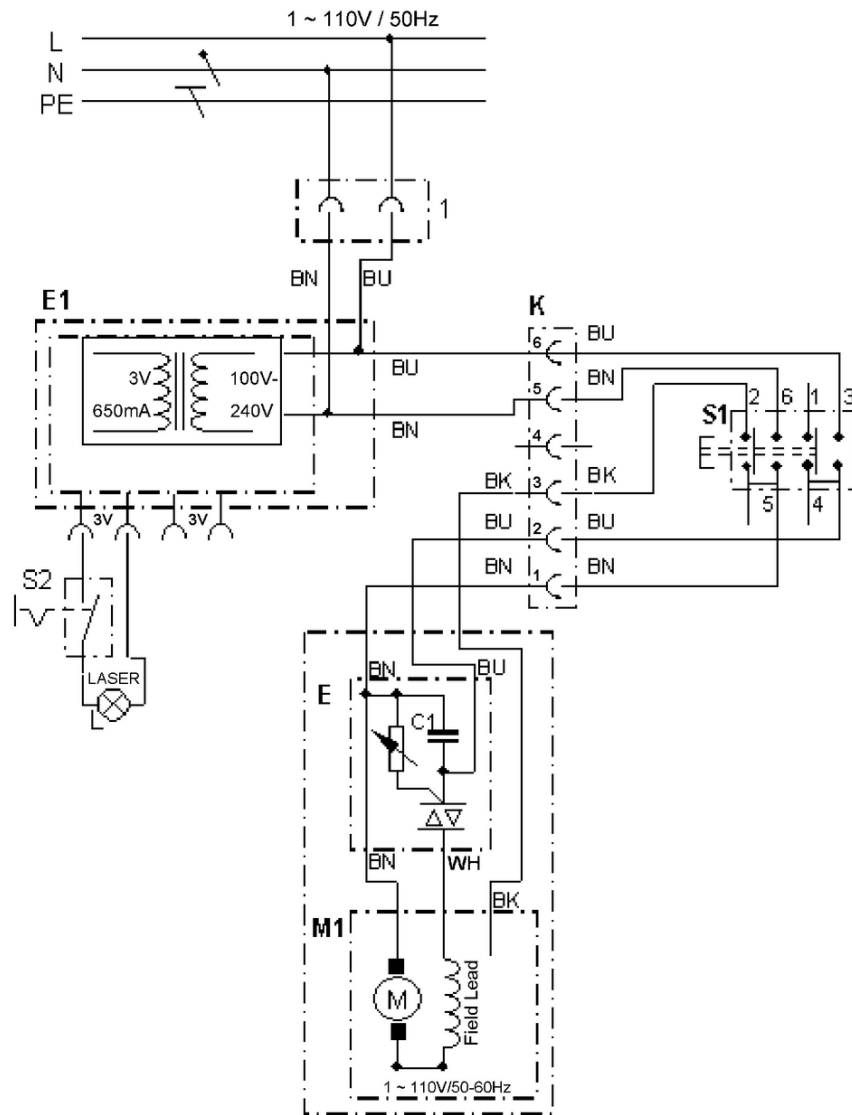 1 ~ 110V / 50Hz
L
N
PE
1
BN BU
E1
K
3V
650mA
100V-
240V
BU
BN
6 BU
5 BN
4
BK 3 BK
BU 2 BU
BN 1 BN
2 6 1 3
S1
5 4
3V 3V
S2
LASER
L
BN BU
E
C1
BN WH
BK
M1
M
Field Lead
1 ~ 110V/50-60Hz